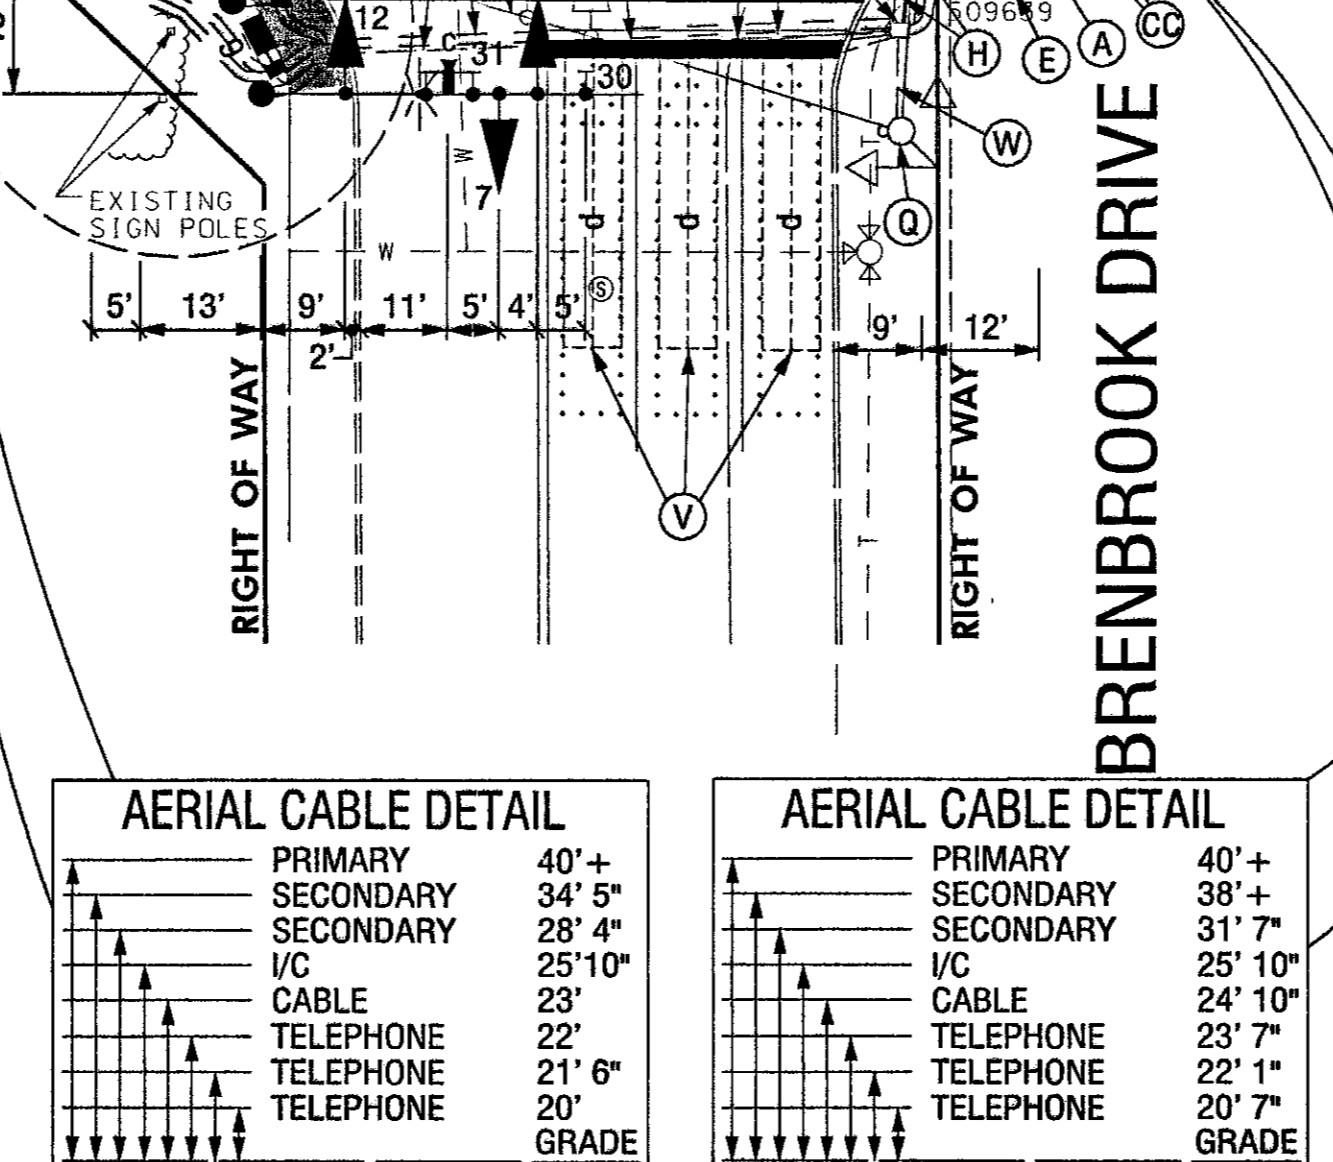 12
C
31
30
509639
H
E
A
CC
W
W
T
7
Q
EXISTING
SIGN POLES
d
d
d
W
S
5' 13' 9' 11' 5' 4' 5'
2'
9' 12'
RIGHT OF WAY
RIGHT OF WAY
BRENBROOK DRIVE
V
T
AERIAL CABLE DETAIL
PRIMARY 40'+
SECONDARY 34' 5"
SECONDARY 28' 4"
I/C 25'10"
CABLE 23'
TELEPHONE 22'
TELEPHONE 21' 6"
TELEPHONE 20'
GRADE
AERIAL CABLE DETAIL
PRIMARY 40'+
SECONDARY 38'+
SECONDARY 31' 7"
I/C 25' 10"
CABLE 24' 10"
TELEPHONE 23' 7"
TELEPHONE 22' 1"
TELEPHONE 20' 7"
GRADE